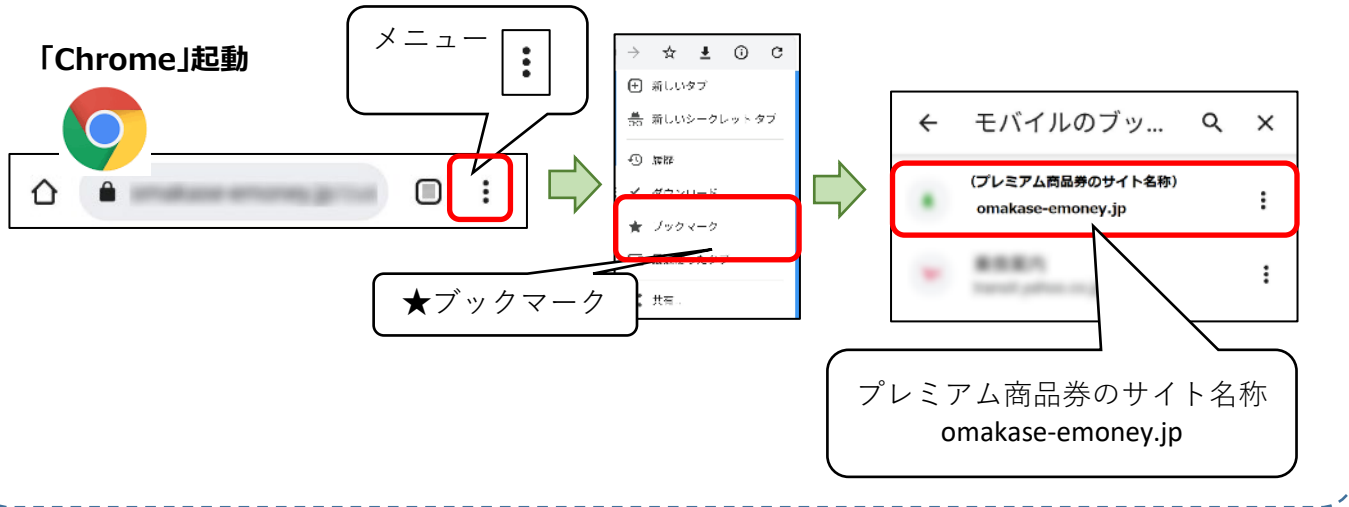 「Chrome」起動
メニュー
新しいタブ
新しいシークレット タブ
履歴
ダウンロード
ブックマーク
共有...
★ブックマーク
モバイルのブッ...
（プレミアム商品券のサイト名称）
omakase-emoney.jp
プレミアム商品券のサイト名称
omakase-emoney.jp